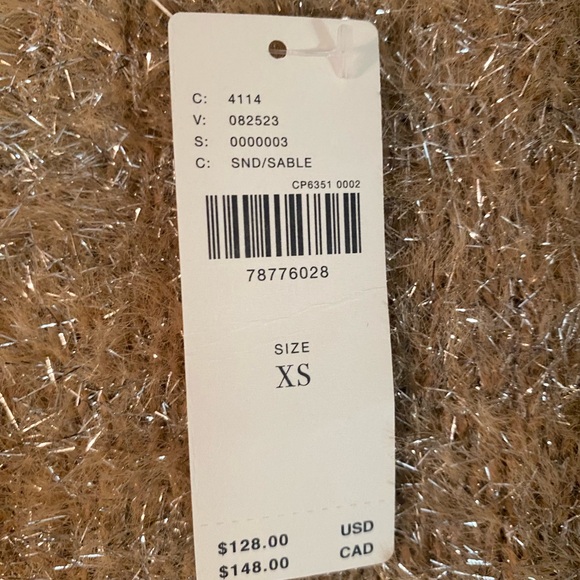 C: 4114
V: 082523
S: 0000003
C: SND/SABLE
CP6351 0002
78776028
SIZE
XS
$128.00 USD
$148.00 CAD